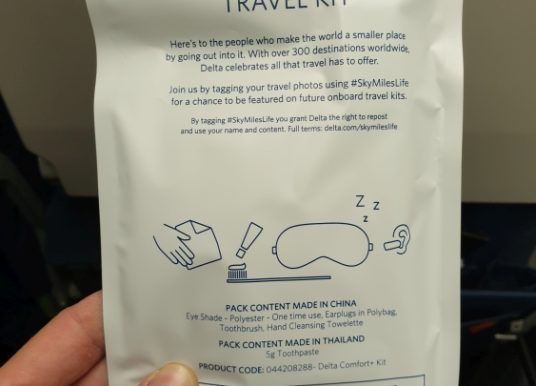 TRAVEL KIT
Here's to the people who make the world a smaller place
by going out into it. With over 300 destinations worldwide,
Delta celebrates all that travel has to offer.
Join us by tagging your travel photos using #SkyMilesLife
for a chance to be featured on future onboard travel kits.
By tagging #SkyMilesLife you grant Delta the right to repost
and use your name and content. Full terms: delta.com/skymileslife
Z z
z
PACK CONTENT MADE IN CHINA
Eye Shade - Polyester - One time use, Earplugs in Polybag,
Toothbrush, Hand Cleansing Towelette
PACK CONTENT MADE IN THAILAND
5g Toothpaste
PRODUCT CODE: 044208288- Delta Comfort+ Kit